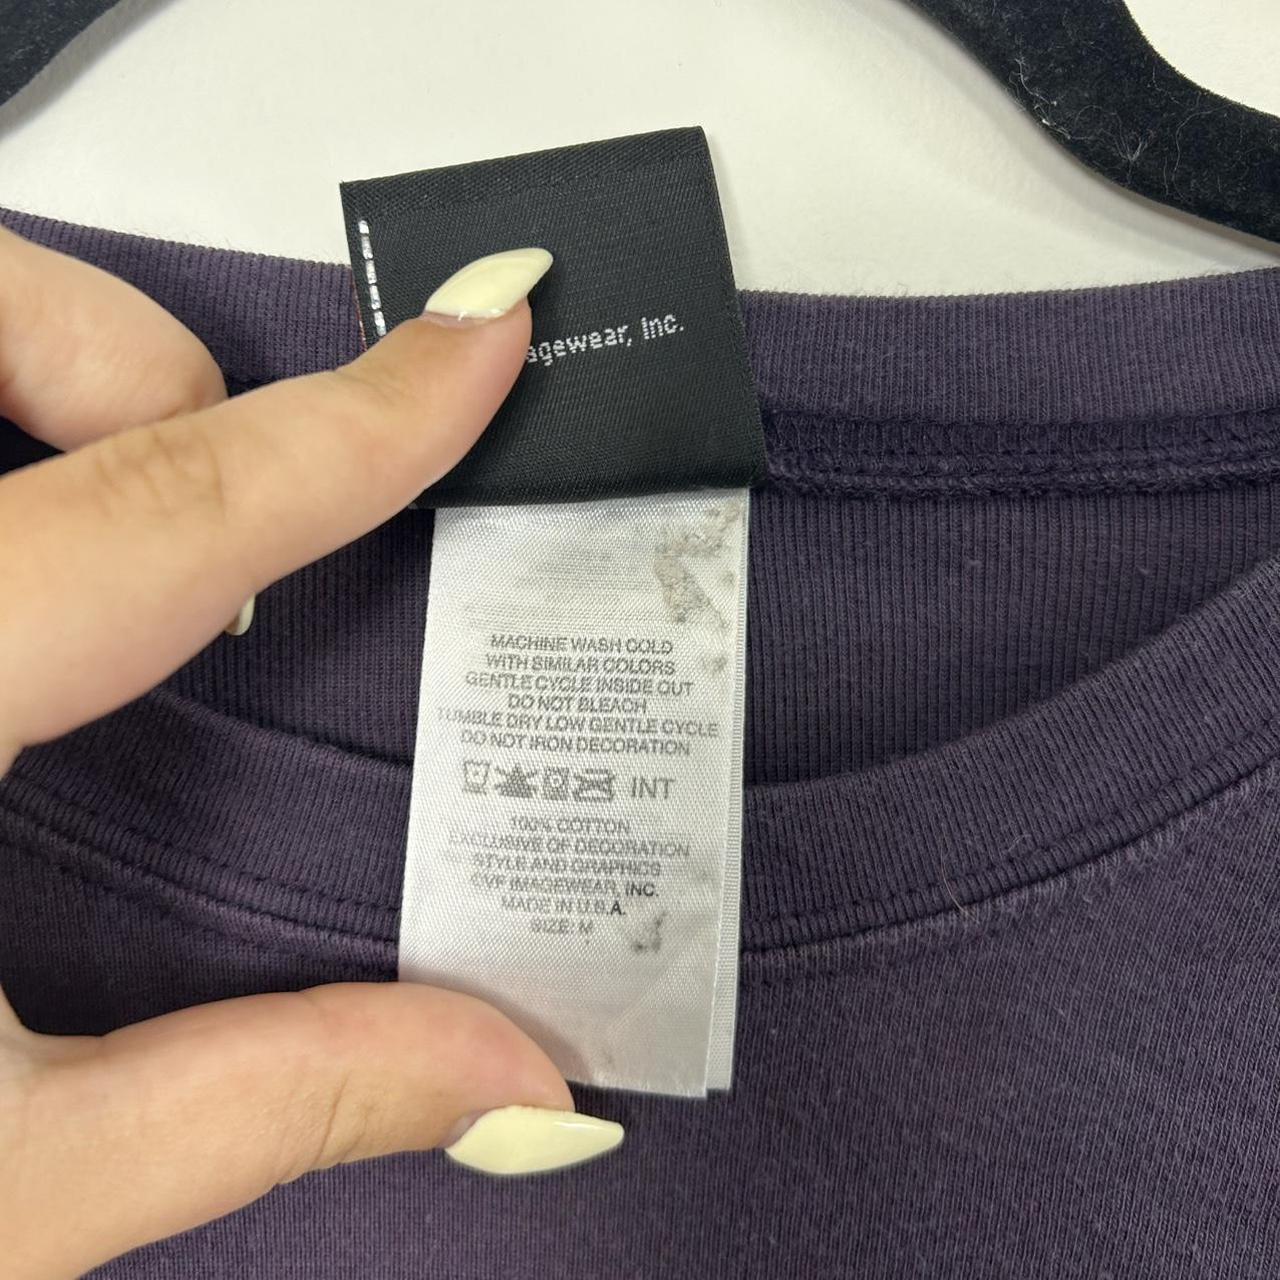 agewear, Inc.
MACHINE WASH COLD
WITH SIMILAR COLORS
GENTLE CYCLE INSIDE OUT
DO NOT BLEACH
TUMBLE DRY LOW GENTLE CYCLE
DO NOT IRON DECORATION
INT
100% COTTON
EXCLUSIVE OF DECORATION
STYLE AND GRAPHICS
©VF IMAGEWEAR, INC.
MADE IN U.S.A.
SIZE: M